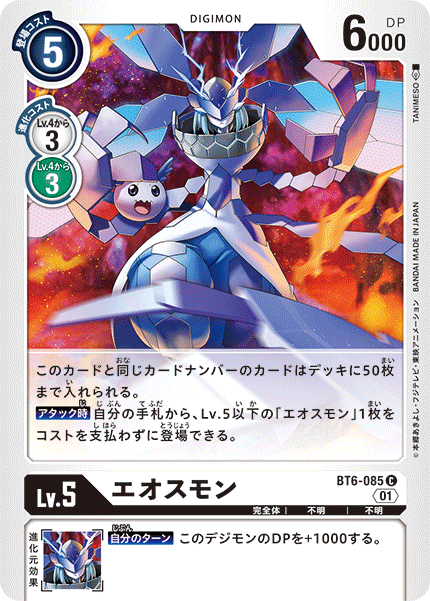 DIGIMON
登場コスト
5
6000
DP
進化コスト
Lv.4から
3
Lv.4から
3
TANIMESO
BANDAI MADE IN JAPAN
©本郷あきよし・フジテレビ・東映アニメーション
このカードと同じカードナンバーのカードはデッキに50枚
まで入れられる。
アタック時 自分の手札から、Lv.5以下の「エオスモン」1枚を
コストを支払わずに登場できる。
Lv.5
エオスモン
BT6-085 C
01
完全体 | 不明 | 不明
進化元効果
自分のターン このデジモンのDPを+1000する。